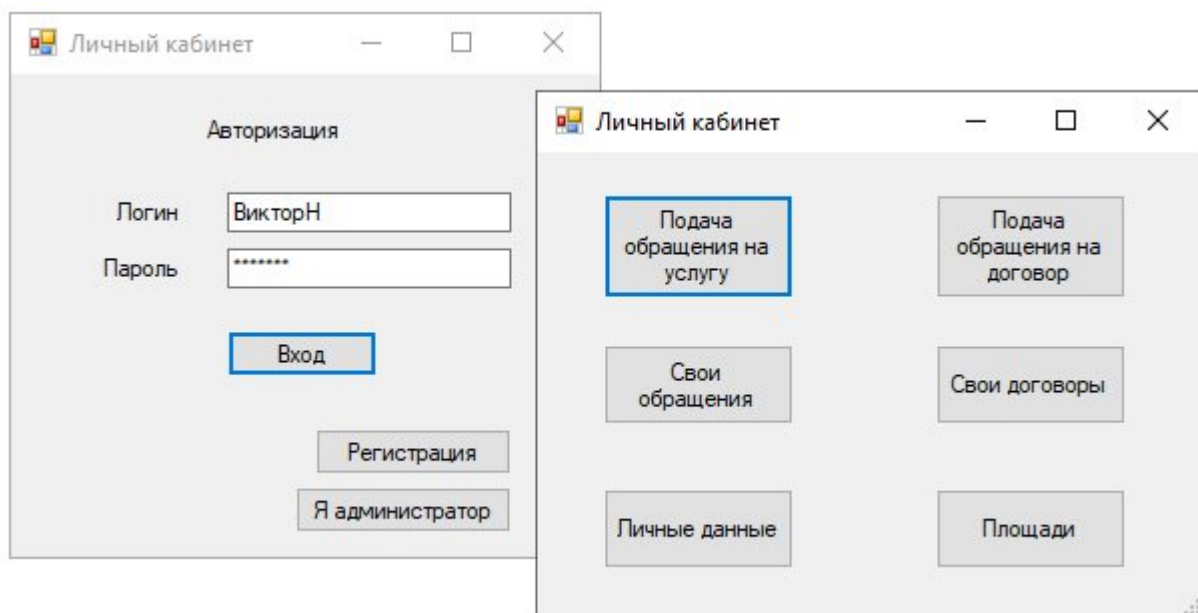 Личный кабинет
Авторизация
Логин
ВикторН
Пароль
*******
Вход
Регистрация
Я администратор
Личный кабинет
Подача
обращения на
услугу
Подача
обращения на
договор
Свои
обращения
Свои договоры
Личные данные
Площади